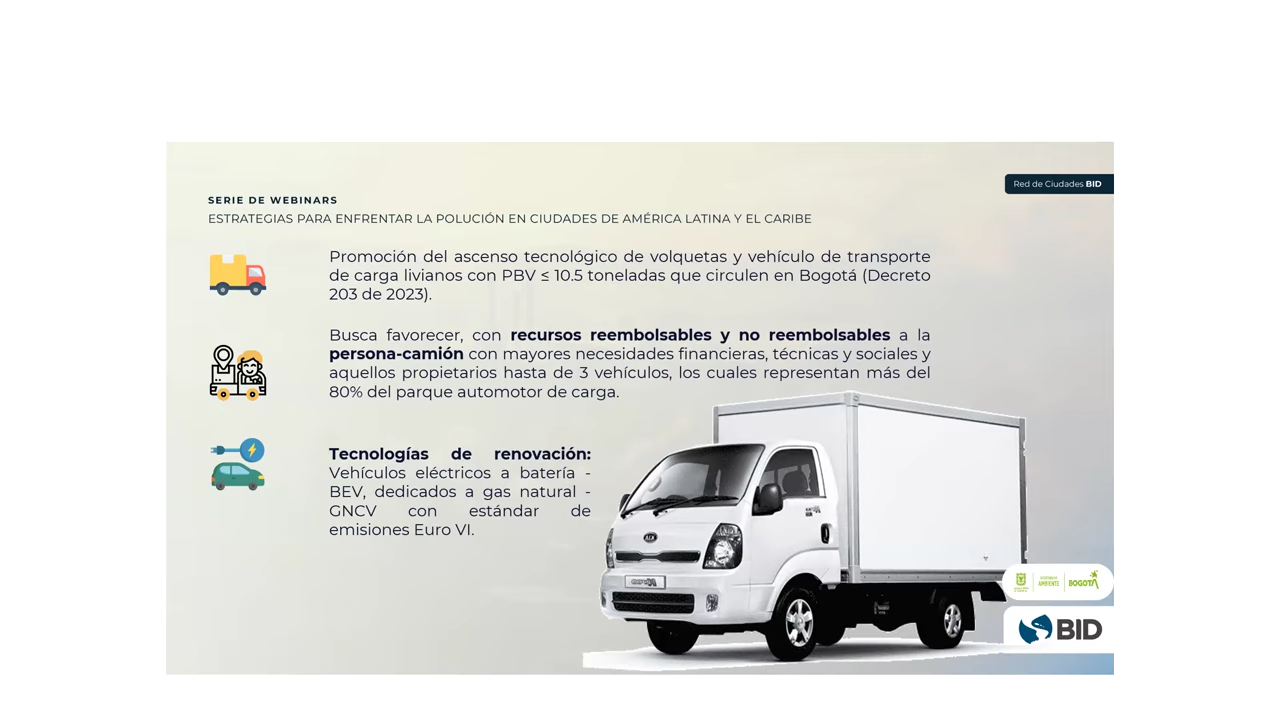 Red de Ciudades BID
SERIE DE WEBINARS
ESTRATEGIAS PARA ENFRENTAR LA POLUCIÓN EN CIUDADES DE AMÉRICA LATINA Y EL CARIBE
Promoción del ascenso tecnológico de volquetas y vehículo de transporte
de carga livianos con PBV ≤ 10.5 toneladas que circulen en Bogotá (Decreto
203 de 2023).
Busca favorecer, con recursos reembolsables y no reembolsables a la
persona-camión con mayores necesidades financieras, técnicas y sociales y
aquellos propietarios hasta de 3 vehículos, los cuales representan más del
80% del parque automotor de carga.
Tecnologías de renovación:
Vehículos eléctricos a batería -
BEV, dedicados a gas natural -
GNCV con estándar de
emisiones Euro VI.
AMBIENTE
BOGOTÁ
BID